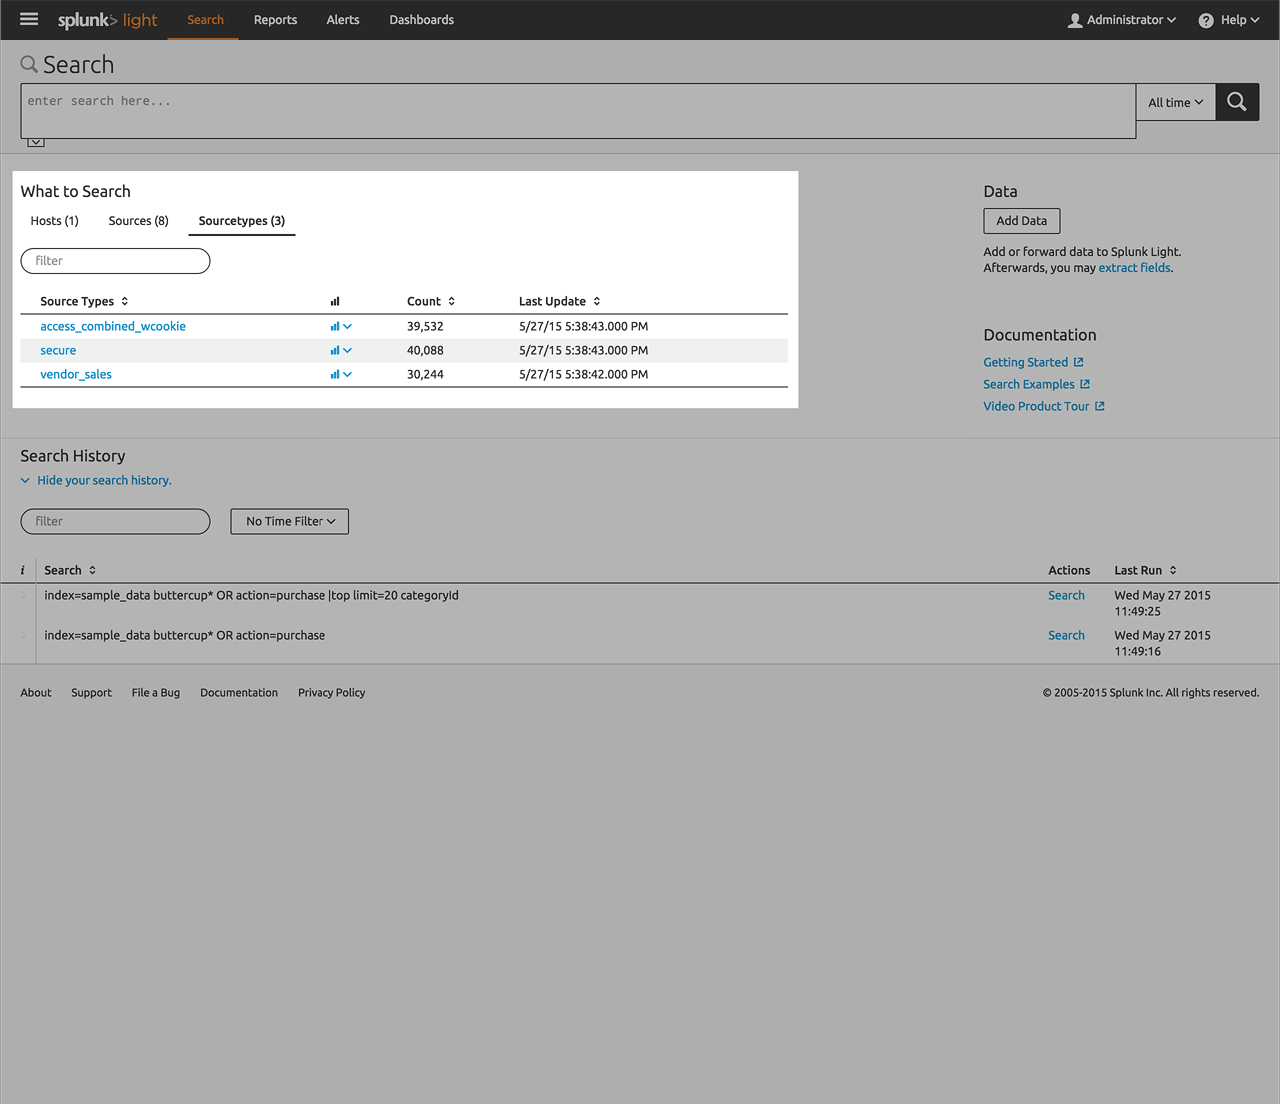 splunk> light Search Reports Alerts Dashboards Administrator Help
Search
enter search here...
All time
What to Search
Hosts (1) Sources (8) Sourcetypes (3)
filter
Source Types Count Last Update
access_combined_wcookie 39,532 5/27/15 5:38:43.000 PM
secure 40,088 5/27/15 5:38:43.000 PM
vendor_sales 30,244 5/27/15 5:38:42.000 PM
Data
Add Data
Add or forward data to Splunk Light.
Afterwards, you may extract fields.
Documentation
Getting Started
Search Examples
Video Product Tour
Search History
Hide your search history.
filter No Time Filter
i Search Actions Last Run
index=sample_data buttercup* OR action=purchase |top limit=20 categoryId Search Wed May 27 2015
11:49:25
index=sample_data buttercup* OR action=purchase Search Wed May 27 2015
11:49:16
About Support File a Bug Documentation Privacy Policy © 2005-2015 Splunk Inc. All rights reserved.